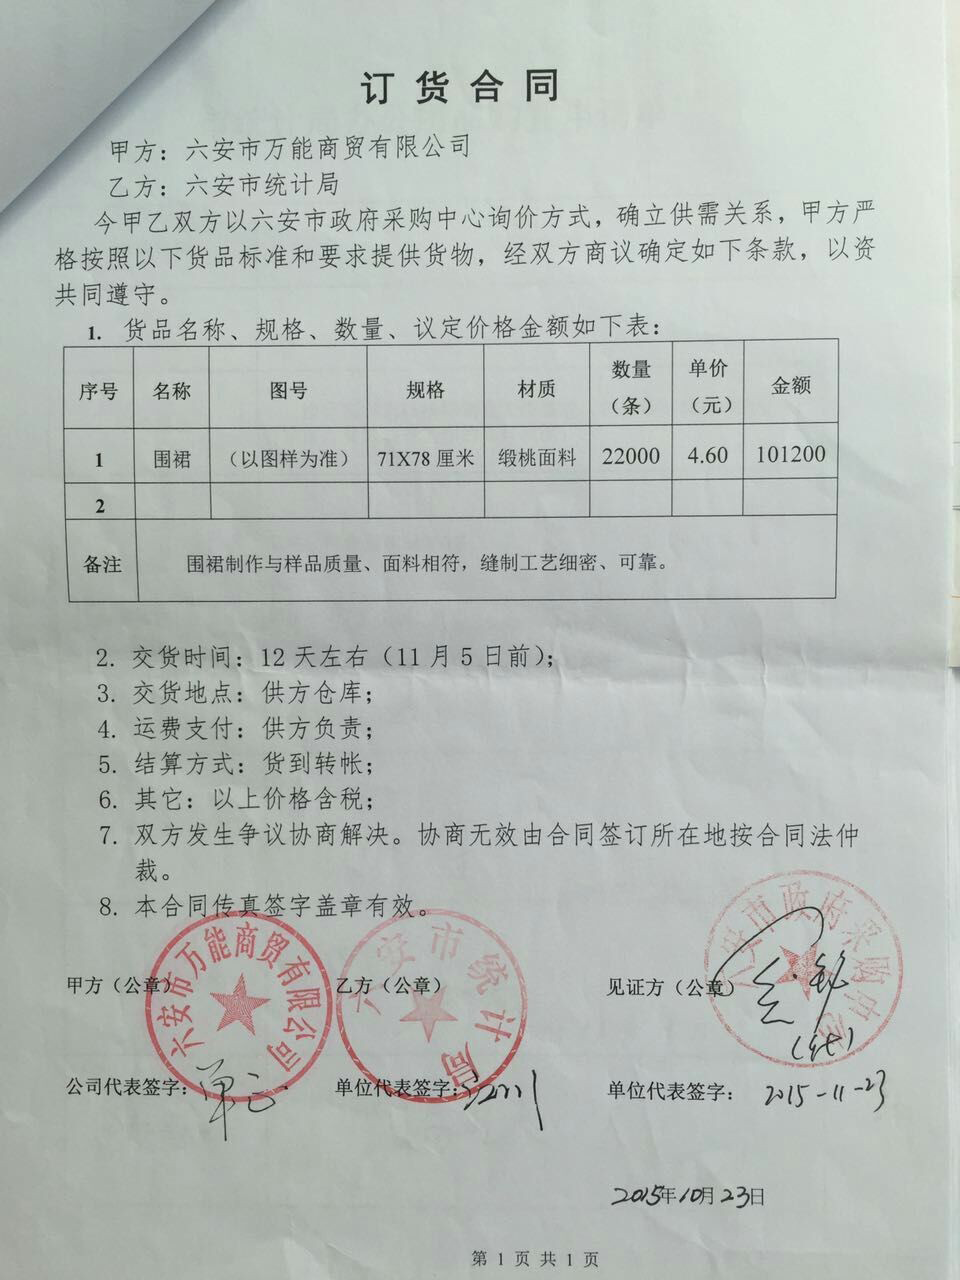 订货合同
甲方：六安市万能商贸有限公司
乙方：六安市统计局
今甲乙双方以六安市政府采购中心询价方式，确立供需关系，甲方严
格按照以下货品标准和要求提供货物，经双方商议确定如下条款，以资
共同遵守。
1. 货品名称、规格、数量、议定价格金额如下表：
序号 名称 图号 规格 材质 数量（条） 单价（元） 金额
1 围裙 （以图样为准） 71X78 厘米 缎桃面料 22000 4.60 101200
2
备注 围裙制作与样品质量、面料相符，缝制工艺细密、可靠。
2. 交货时间：12 天左右（11 月 5 日前）；
3. 交货地点：供方仓库；
4. 运费支付：供方负责；
5. 结算方式：货到转帐；
6. 其它：以上价格含税；
7. 双方发生争议协商解决。协商无效由合同签订所在地按合同法仲
裁。
8. 本合同传真签字盖章有效。
甲方（公章） 乙方（公章） 见证方（公章）
六安市万能商贸有限公司
六安市统计局
六安市政府采购中心
公司代表签字： 单位代表签字： 单位代表签字： 2015-11-23
2015年10月23日
第 1 页 共 1 页